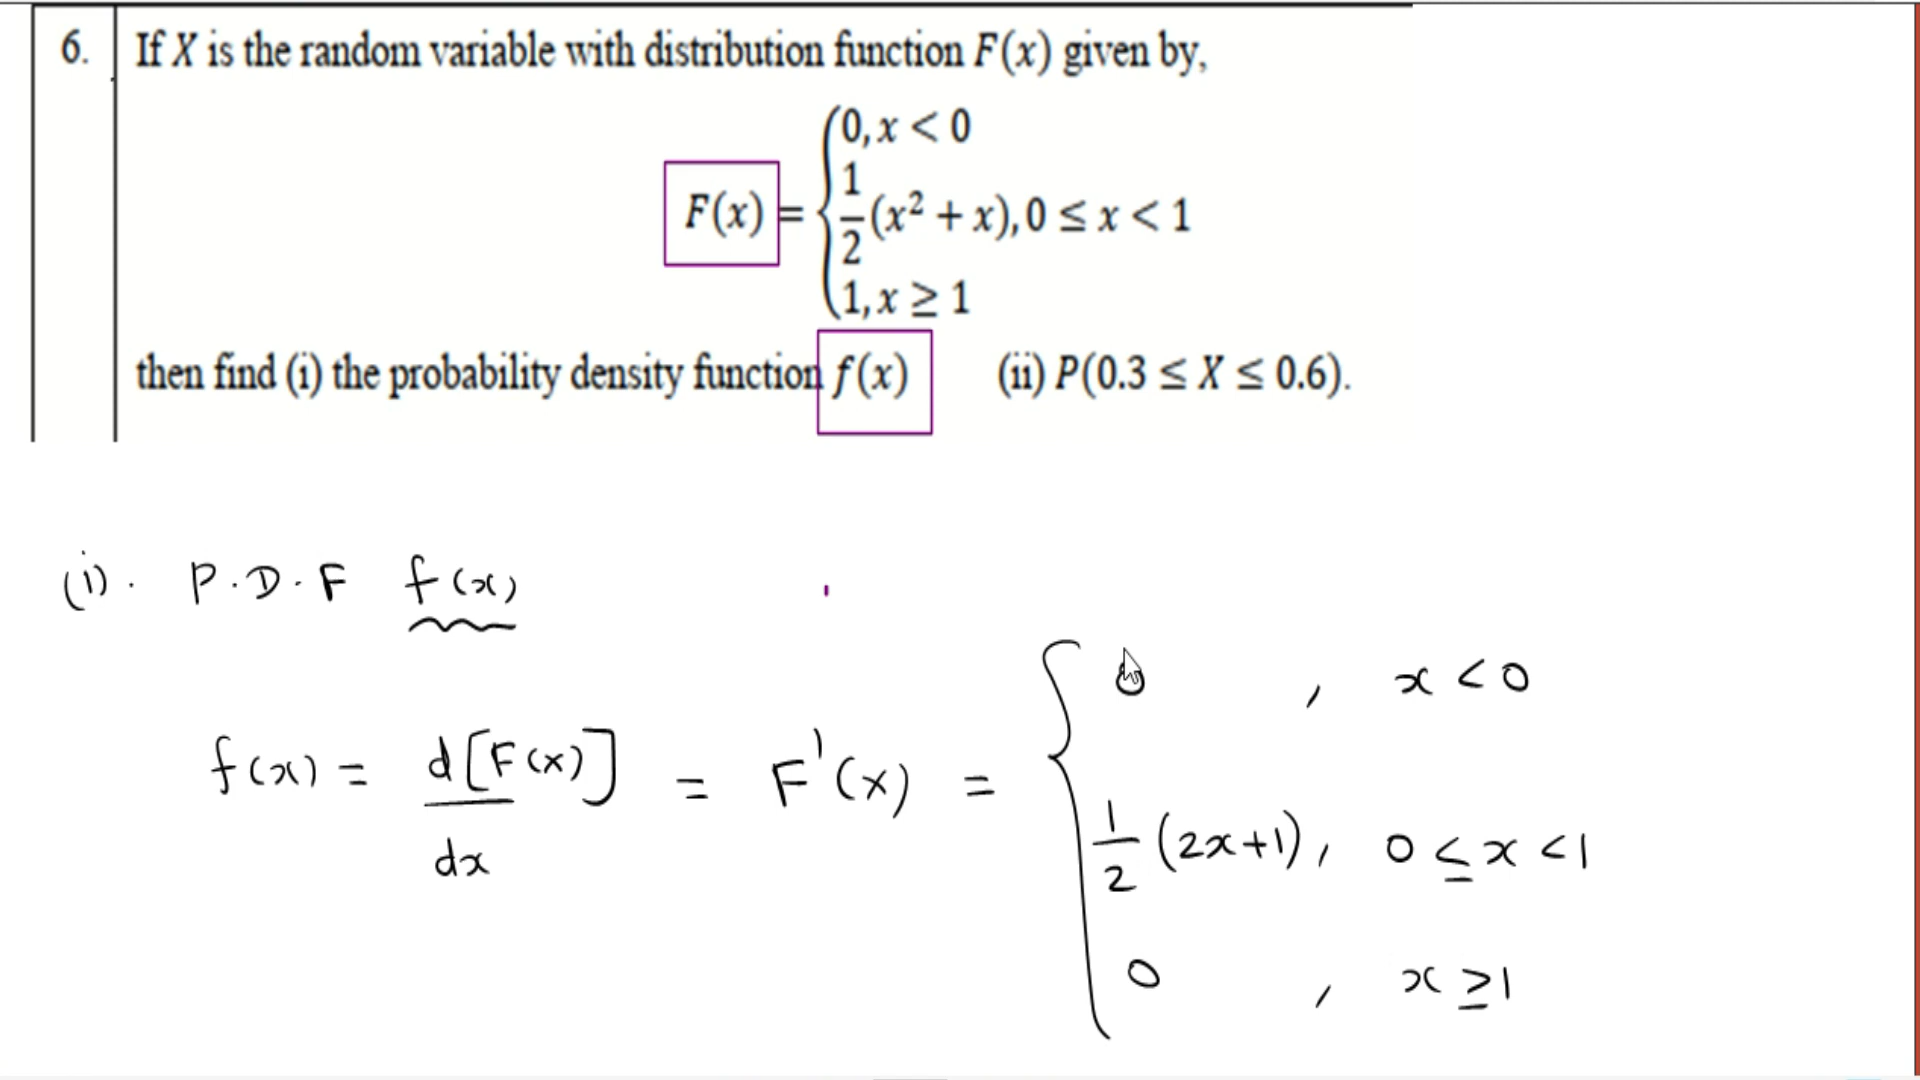 6. If X is the random variable with distribution function F(x) given by,
F(x) = { 0, x < 0
1/2 (x² + x), 0 ≤ x < 1
1, x ≥ 1
then find (i) the probability density function f(x) (ii) P(0.3 ≤ X ≤ 0.6).
(i). P.D.F f(x)
f(x) = d[F(x)]/dx = F'(x) = { 0 , x < 0
1/2 (2x+1), 0 ≤ x < 1
0 , x ≥ 1